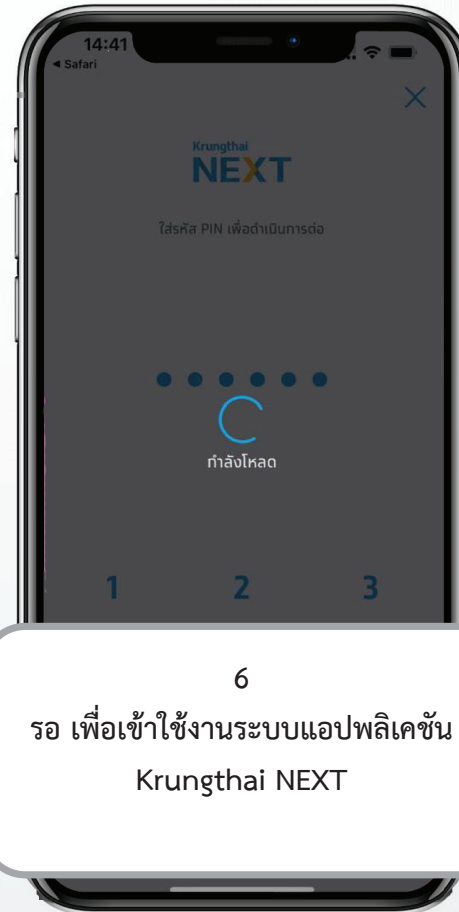 14:41
◀ Safari
Krungthai
NEXT
ใส่รหัส PIN เพื่อดำเนินการต่อ
กำลังโหลด
1 2 3
6
รอ เพื่อเข้าใช้งานระบบแอปพลิเคชัน
Krungthai NEXT